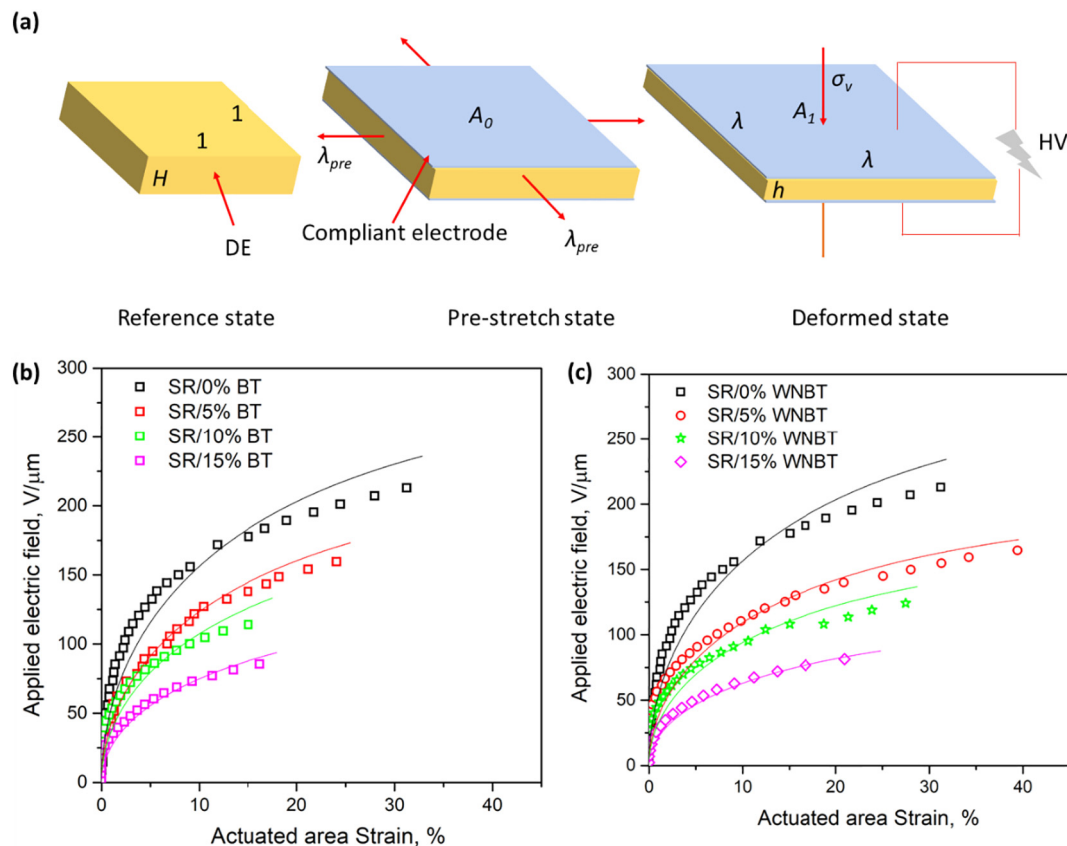 (a)
1
1
H
DE
λpre
A0
Compliant electrode
λpre
σv
A1
λ
λ
h
HV
Reference state
Pre-stretch state
Deformed state
(b)
300
250
200
150
100
50
0
0
10
20
30
40
Applied electric field, V/μm
Actuated area Strain, %
SR/0% BT
SR/5% BT
SR/10% BT
SR/15% BT
(c)
300
250
200
150
100
50
0
0
10
20
30
40
Applied electric field, V/μm
Actuated area Strain, %
SR/0% WNBT
SR/5% WNBT
SR/10% WNBT
SR/15% WNBT